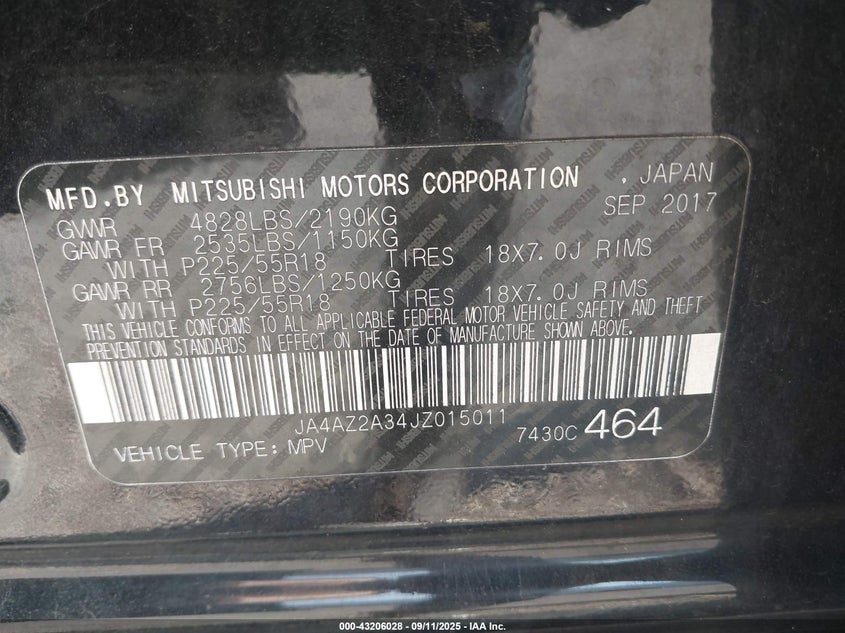 MFD.BY MITSUBISHI MOTORS CORPORATION , JAPAN
SEP 2017
GVWR 4828LBS/2190KG
GAWR FR 2535LBS/1150KG
WITH P225/55R18 TIRES 18X7.0J RIMS
GAWR RR 2756LBS/1250KG
WITH P225/55R18 TIRES 18X7.0J RIMS
THIS VEHICLE CONFORMS TO ALL APPLICABLE FEDERAL MOTOR VEHICLE SAFETY AND THEFT
PREVENTION STANDARDS IN EFFECT ON THE DATE OF MANUFACTURE SHOWN ABOVE.
JA4AZ2A34JZ015011
7430C 464
VEHICLE TYPE: MPV
000-43206028 - 09/11/2025 - IAA Inc.